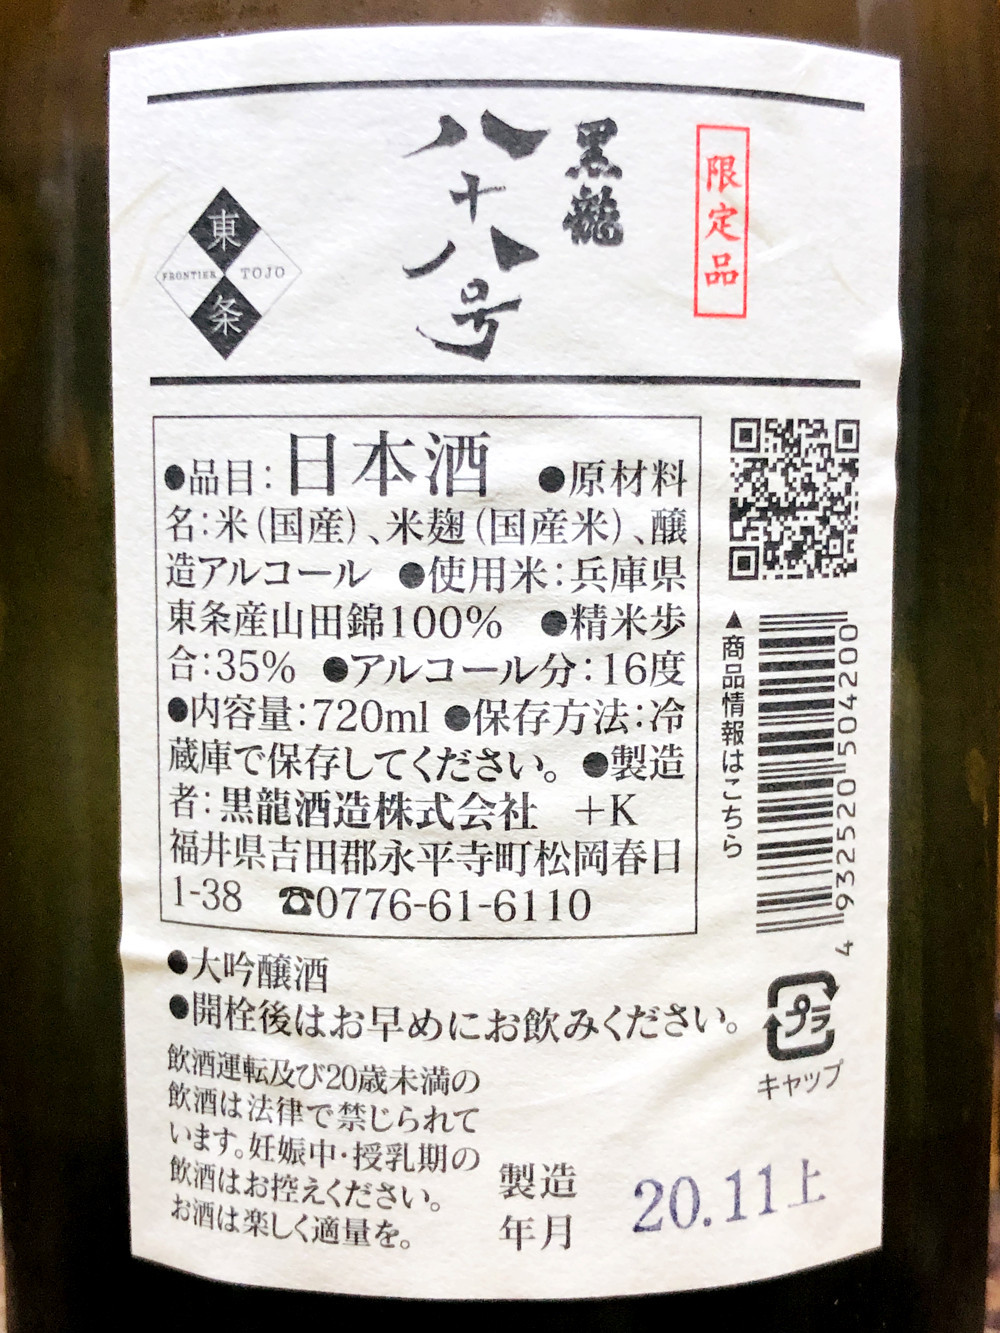 限定品
黒龍
八十八号
東
FRONTIER TOJO
条
●品目：日本酒　●原材料
名：米（国産）、米麹（国産米）、醸
造アルコール　●使用米：兵庫県
東条産山田錦100%　●精米歩
合：35%　●アルコール分：16度
●内容量：720ml ●保存方法：冷
蔵庫で保存してください。●製造
者：黒龍酒造株式会社　+K
福井県吉田郡永平寺町松岡春日
1-38　☎0776-61-6110
▲商品情報はこちら
4 932520 504200
●大吟醸酒
●開栓後はお早めにお飲みください。
プラ
キャップ
飲酒運転及び20歳未満の
飲酒は法律で禁じられて
います。妊娠中・授乳期の
飲酒はお控えください。
お酒は楽しく適量を。
製造
年月
20.11上